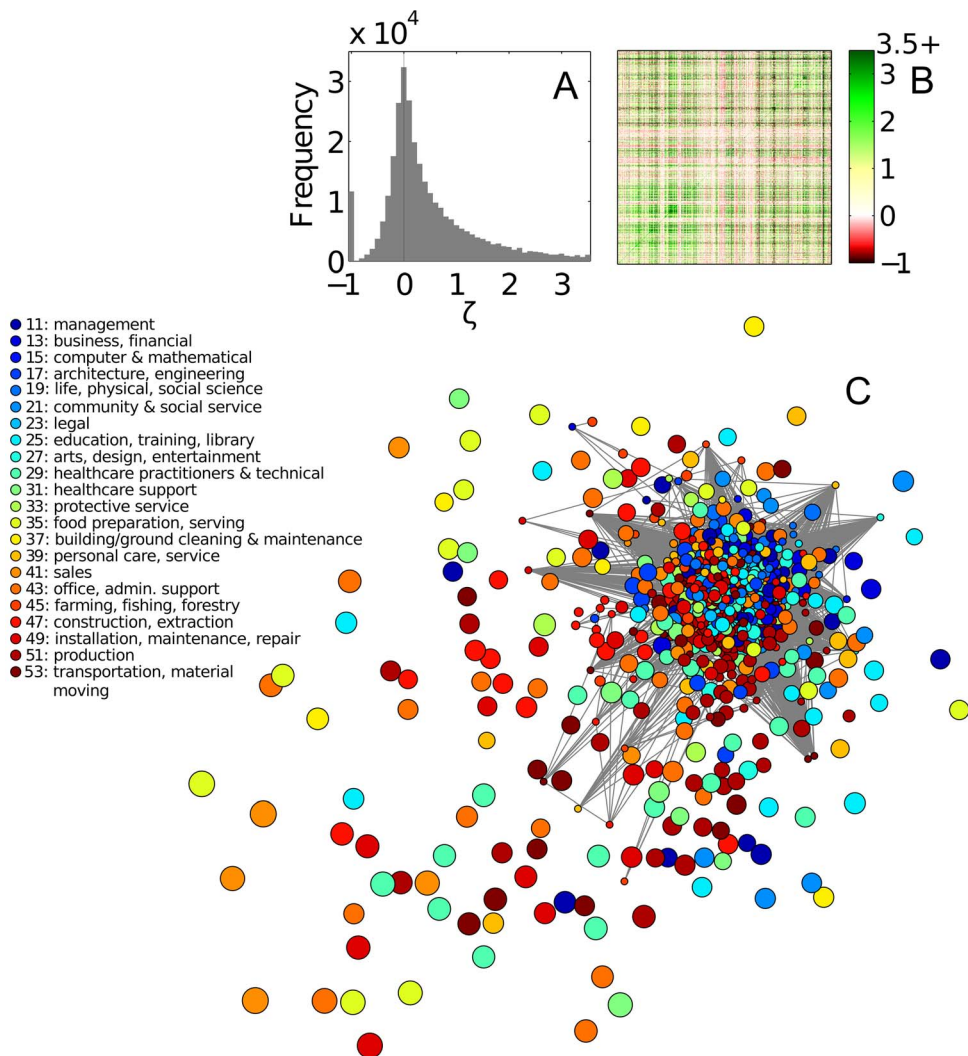 x 10⁴
3
2
1
0
Frequency
−1 0 1 2 3
ζ
A
3.5+
3
2
1
0
−1
B
11: management
13: business, financial
15: computer & mathematical
17: architecture, engineering
19: life, physical, social science
21: community & social service
23: legal
25: education, training, library
27: arts, design, entertainment
29: healthcare practitioners & technical
31: healthcare support
33: protective service
35: food preparation, serving
37: building/ground cleaning & maintenance
39: personal care, service
41: sales
43: office, admin. support
45: farming, fishing, forestry
47: construction, extraction
49: installation, maintenance, repair
51: production
53: transportation, material
moving
C